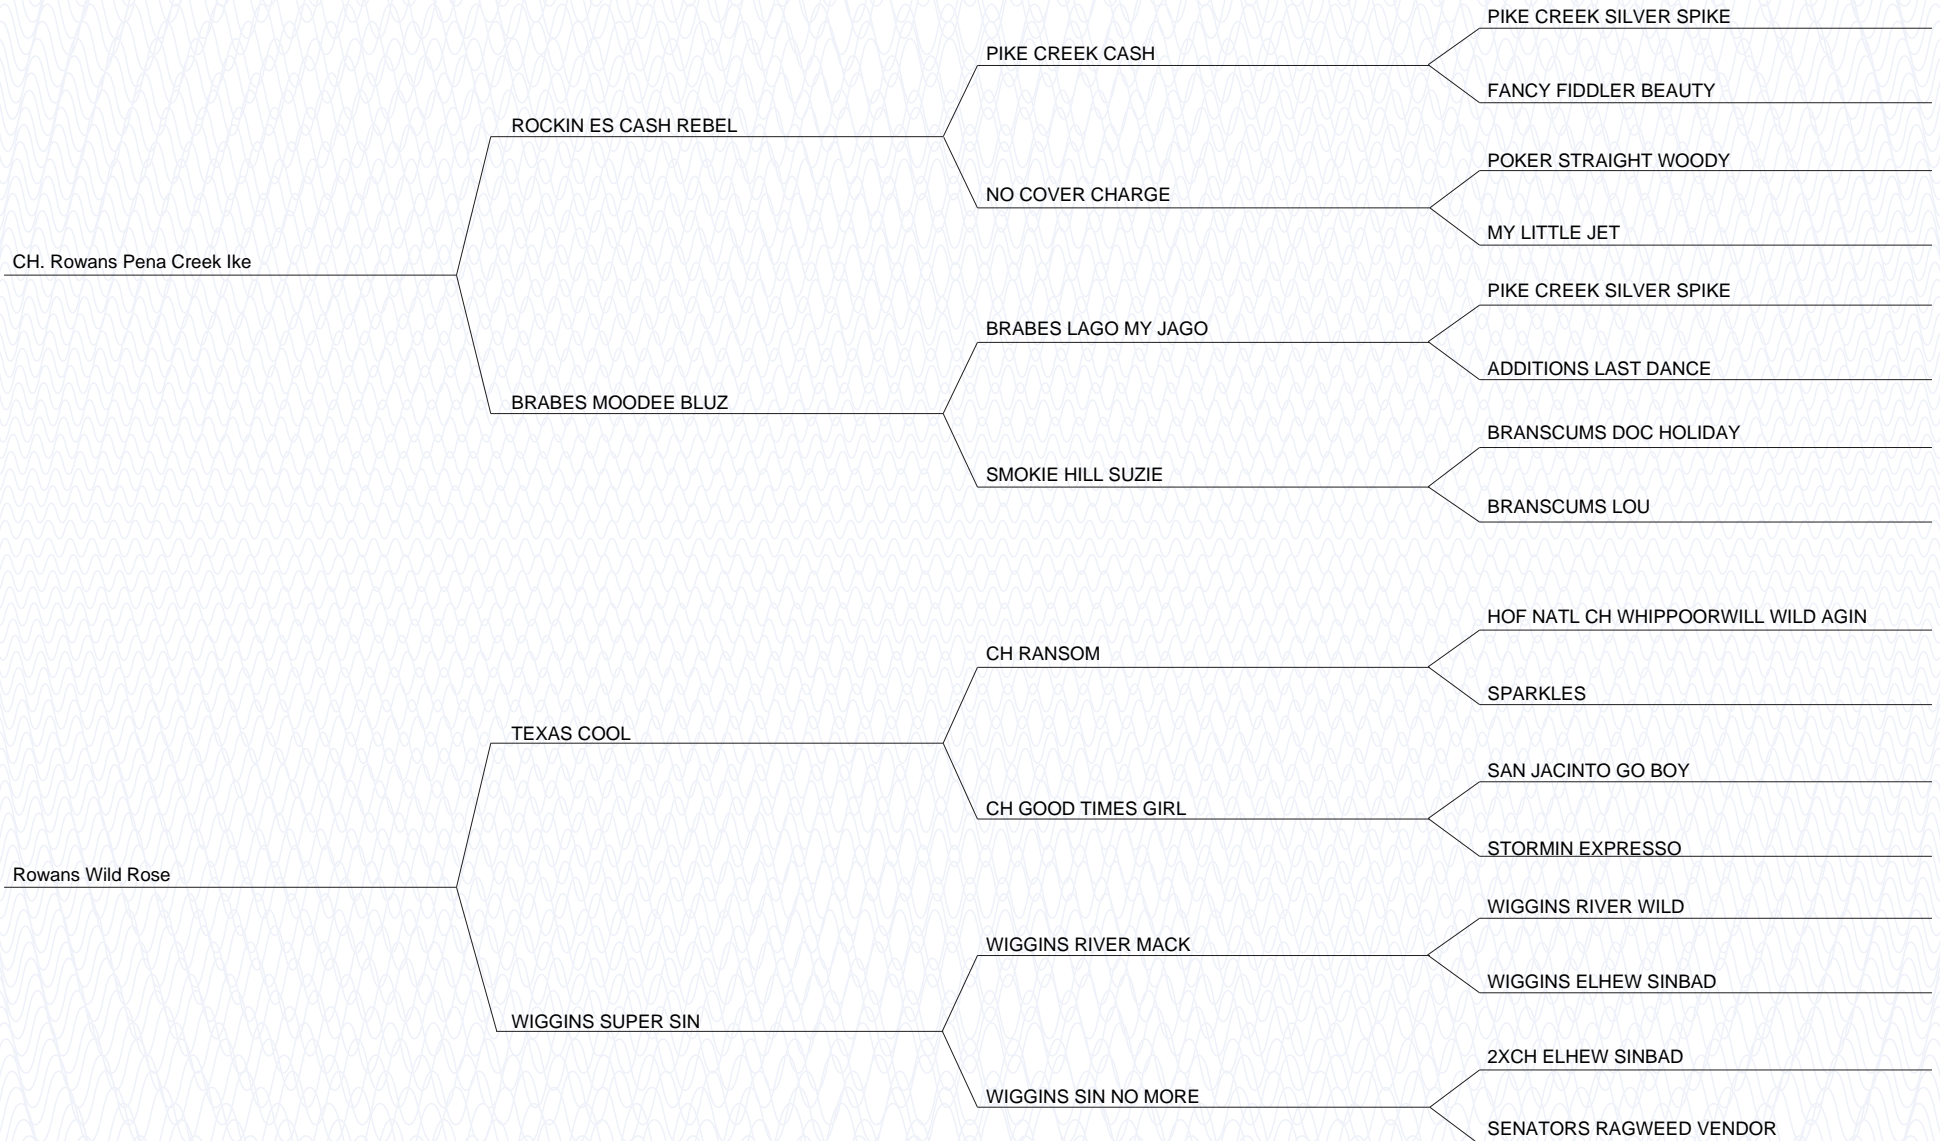 PIKE CREEK SILVER SPIKE
PIKE CREEK CASH
FANCY FIDDLER BEAUTY
ROCKIN ES CASH REBEL
POKER STRAIGHT WOODY
NO COVER CHARGE
MY LITTLE JET
CH. Rowans Pena Creek Ike
PIKE CREEK SILVER SPIKE
BRABES LAGO MY JAGO
ADDITIONS LAST DANCE
BRABES MOODEE BLUZ
BRANSCUMS DOC HOLIDAY
SMOKIE HILL SUZIE
BRANSCUMS LOU
HOF NATL CH WHIPPOORWILL WILD AGIN
CH RANSOM
SPARKLES
TEXAS COOL
SAN JACINTO GO BOY
CH GOOD TIMES GIRL
STORMIN EXPRESSO
Rowans Wild Rose
WIGGINS RIVER WILD
WIGGINS RIVER MACK
WIGGINS ELHEW SINBAD
WIGGINS SUPER SIN
2XCH ELHEW SINBAD
WIGGINS SIN NO MORE
SENATORS RAGWEED VENDOR